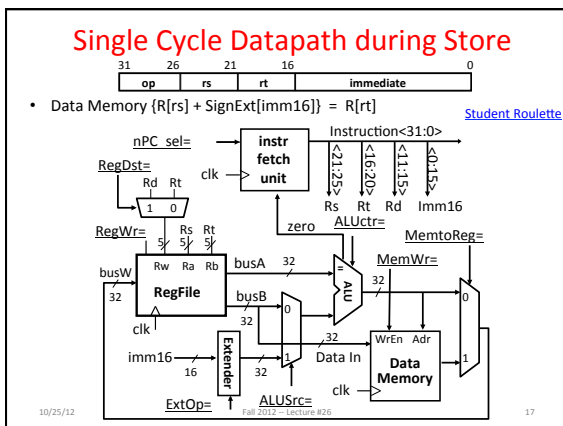 Single Cycle Datapath during Store
31 26 21 16 0
op rs rt immediate
• Data Memory {R[rs] + SignExt[imm16]} = R[rt]
Student Roulette
nPC_sel=
instr
fetch
unit
clk
Instruction<31:0>
<21:25>
<16:20>
<11:15>
<0:15>
Rs Rt Rd Imm16
RegDst=
Rd Rt
1 0
zero
ALUctr=
MemtoReg=
RegWr=
Rs Rt
5 5 5
Rw Ra Rb
RegFile
busW
32
clk
busA
32
busB
32
=
ALU
32
MemWr=
0
1
0
1
32
Data In
WrEn Adr
Data
Memory
clk
imm16
16
Extender
32
ExtOp=
ALUSrc=
10/25/12
Fall 2012 -- Lecture #26
17